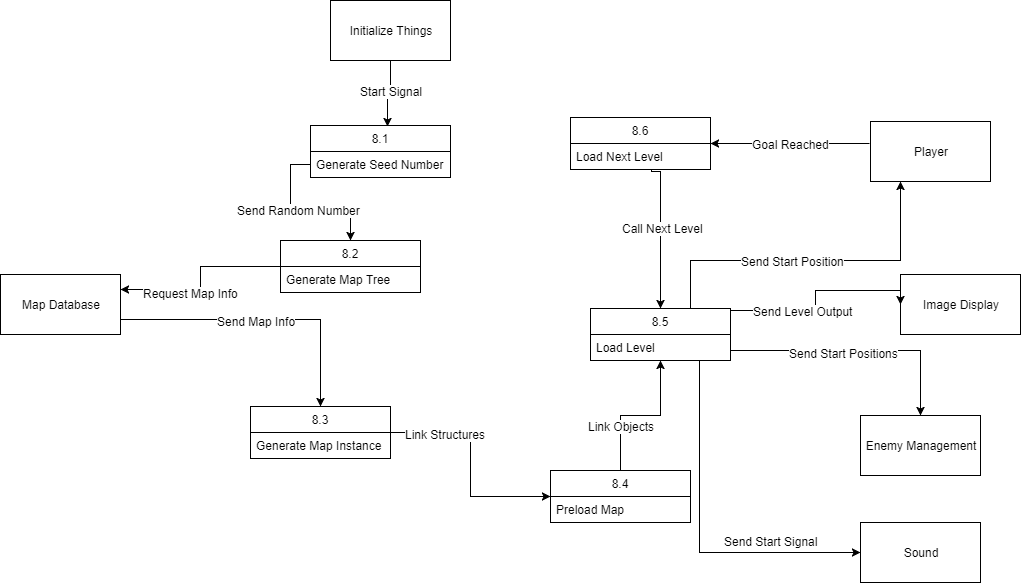 Initialize Things
Start Signal
8.1
Generate Seed Number
Send Random Number
8.2
Generate Map Tree
Request Map Info
Map Database
Send Map Info
8.3
Generate Map Instance
Link Structures
8.4
Preload Map
Link Objects
8.5
Load Level
8.6
Load Next Level
Call Next Level
Goal Reached
Player
Send Start Position
Send Level Output
Image Display
Send Start Positions
Enemy Management
Send Start Signal
Sound